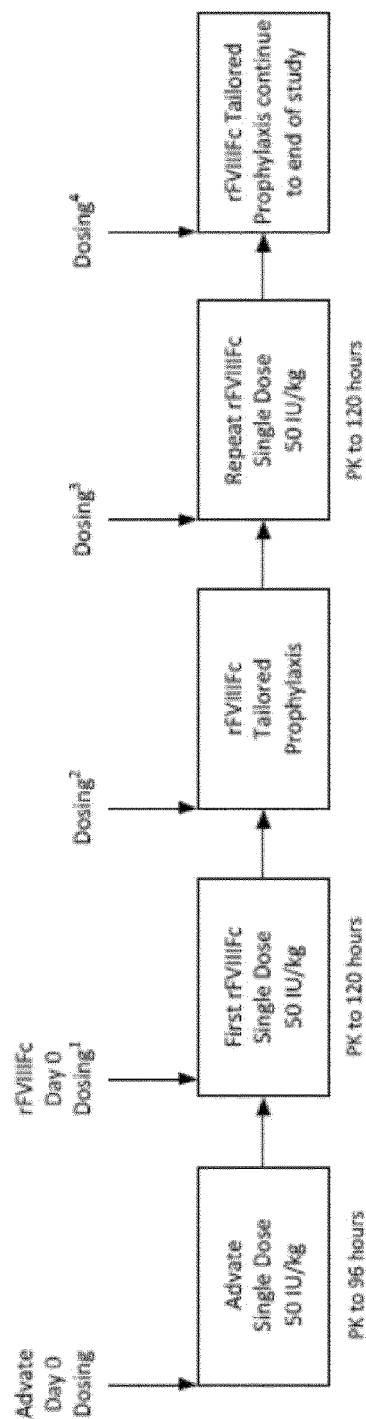 Advate
Day 0
Dosing
rFVIIIFc
Day 0
Dosing¹
Dosing²
Dosing³
Dosing⁴
Advate
Single Dose
50 IU/kg
First rFVIIIFc
Single Dose
50 IU/kg
rFVIIIFc
Tailored
Prophylaxis
Repeat rFVIIIFc
Single Dose
50 IU/kg
rFVIIIFc Tailored
Prophylaxis continue
to end of study
PK to 96 hours
PK to 120 hours
PK to 120 hours